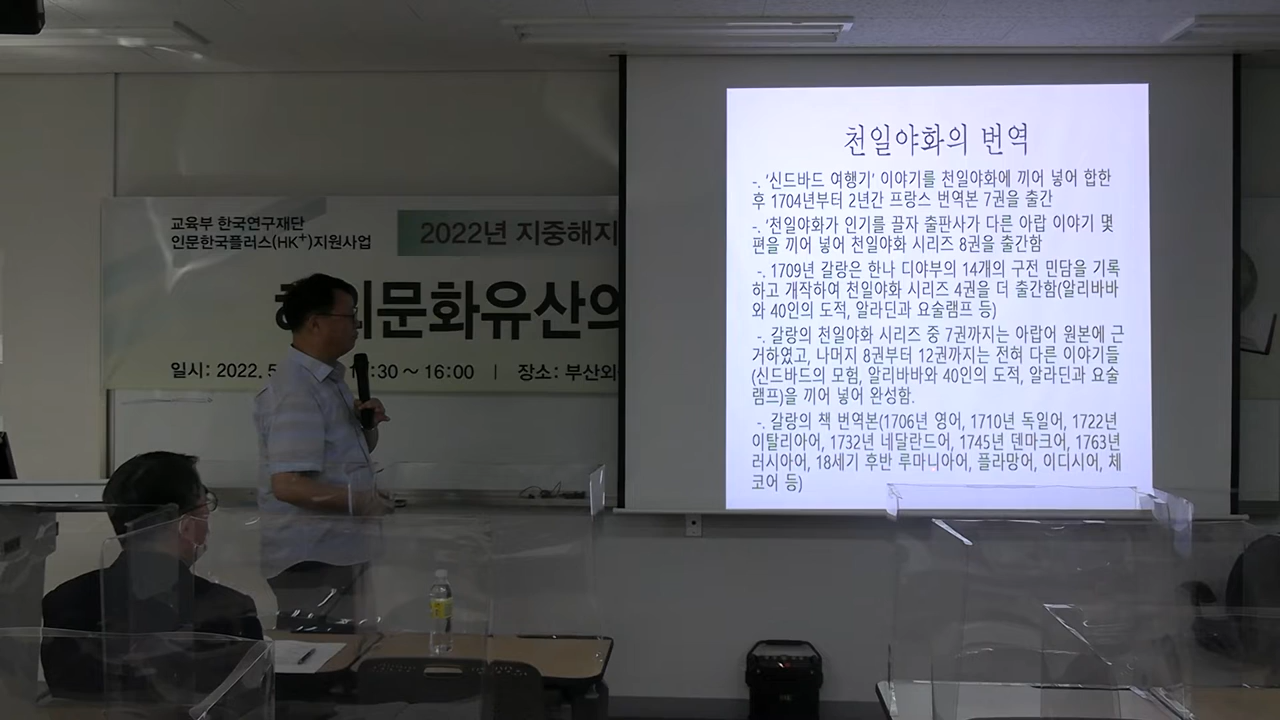 교육부 한국연구재단
인문한국플러스(HK+)지원사업
2022년 지중해지
의문화유산의
일시: 2022. 5 :30 ~ 16:00 | 장소: 부산외
천일야화의 번역
-. '신드바드 여행기' 이야기를 천일야화에 끼어 넣어 합한
후 1704년부터 2년간 프랑스 번역본 7권을 출간
-. '천일야화가 인기를 끌자 출판사가 다른 아랍 이야기 몇
편을 끼어 넣어 천일야화 시리즈 8권을 출간함
-. 1709년 갈랑은 한나 디야부의 14개의 구전 민담을 기록
하고 개작하여 천일야화 시리즈 4권을 더 출간함(알리바바
와 40인의 도적, 알라딘과 요술램프 등)
-. 갈랑의 천일야화 시리즈 중 7권까지는 아랍어 원본에 근
거하였고, 나머지 8권부터 12권까지는 전혀 다른 이야기들
(신드바드의 모험, 알리바바와 40인의 도적, 알라딘과 요술
램프)을 끼어 넣어 완성함.
-. 갈랑의 책 번역본(1706년 영어, 1710년 독일어, 1722년
이탈리아어, 1732년 네달란드어, 1745년 덴마크어, 1763년
러시아어, 18세기 후반 루마니아어, 플라망어, 이디시어, 체
코어 등)